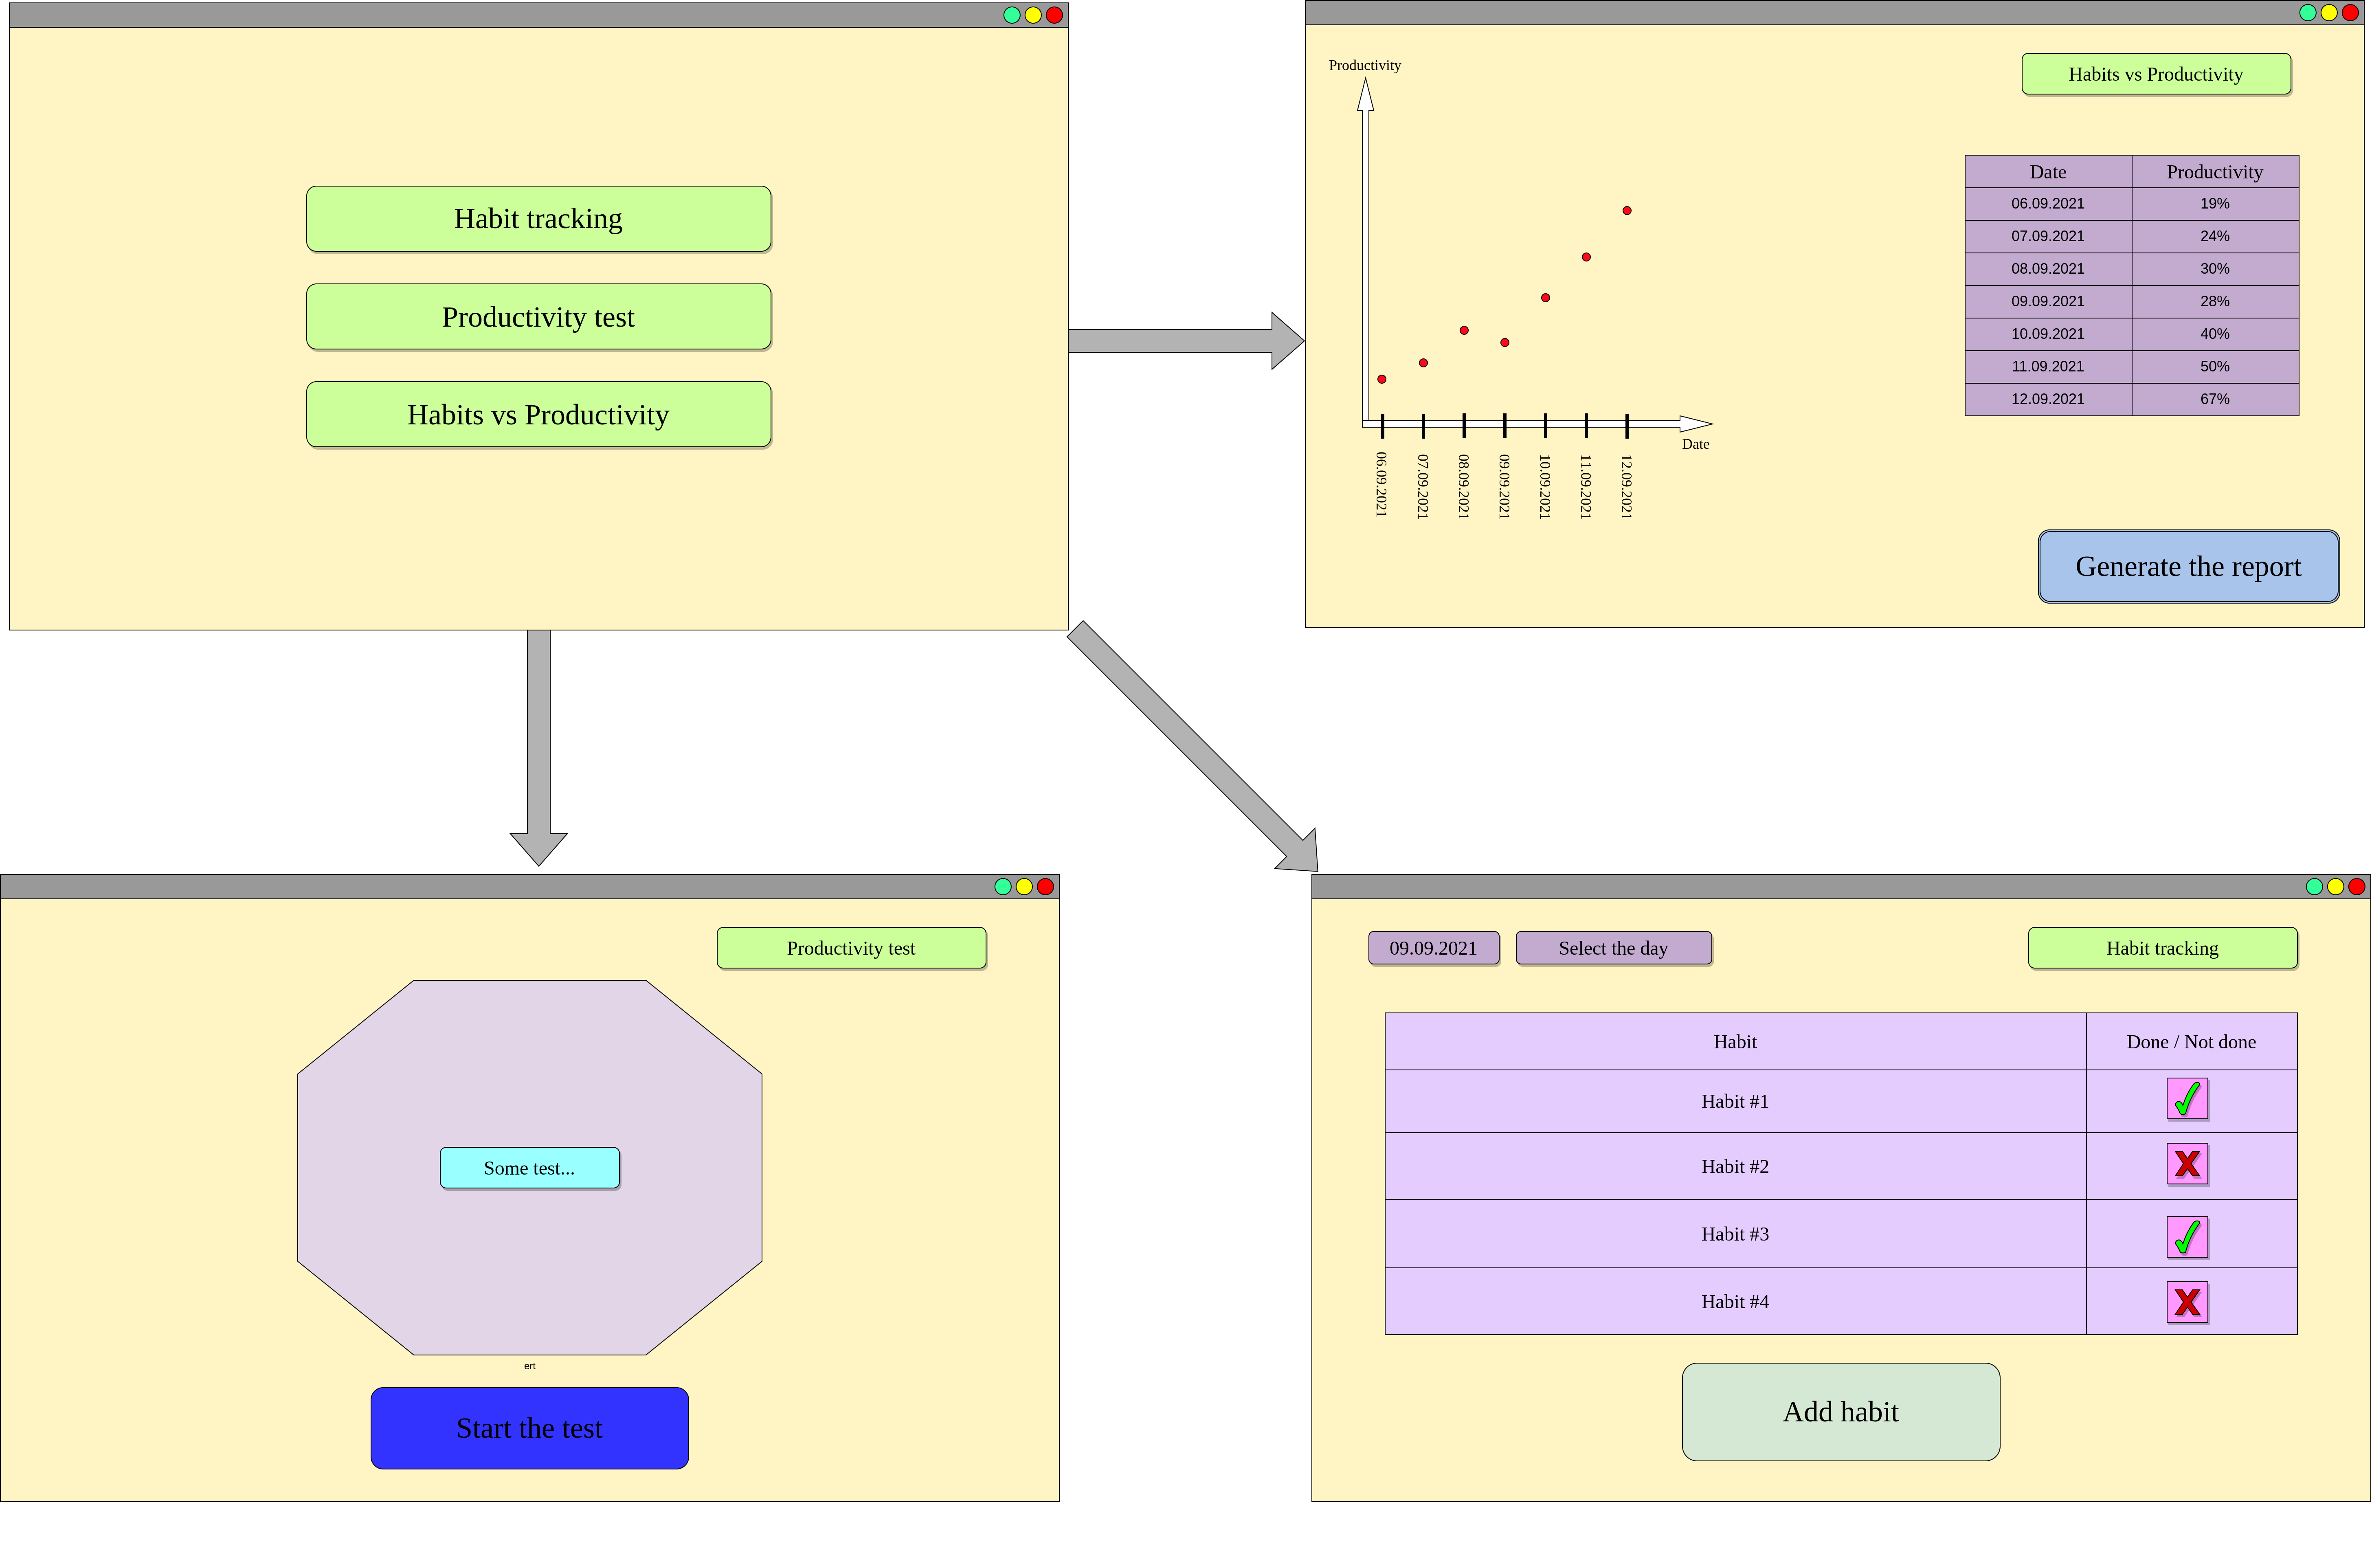 Habit tracking
Productivity test
Habits vs Productivity
Productivity
Habits vs Productivity
Date Productivity
06.09.2021 19%
07.09.2021 24%
08.09.2021 30%
09.09.2021 28%
10.09.2021 40%
11.09.2021 50%
12.09.2021 67%
Date
06.09.2021
07.09.2021
08.09.2021
09.09.2021
10.09.2021
11.09.2021
12.09.2021
Generate the report
Productivity test
Some test...
ert
Start the test
09.09.2021
Select the day
Habit tracking
Habit Done / Not done
Habit #1
Habit #2
Habit #3
Habit #4
Add habit